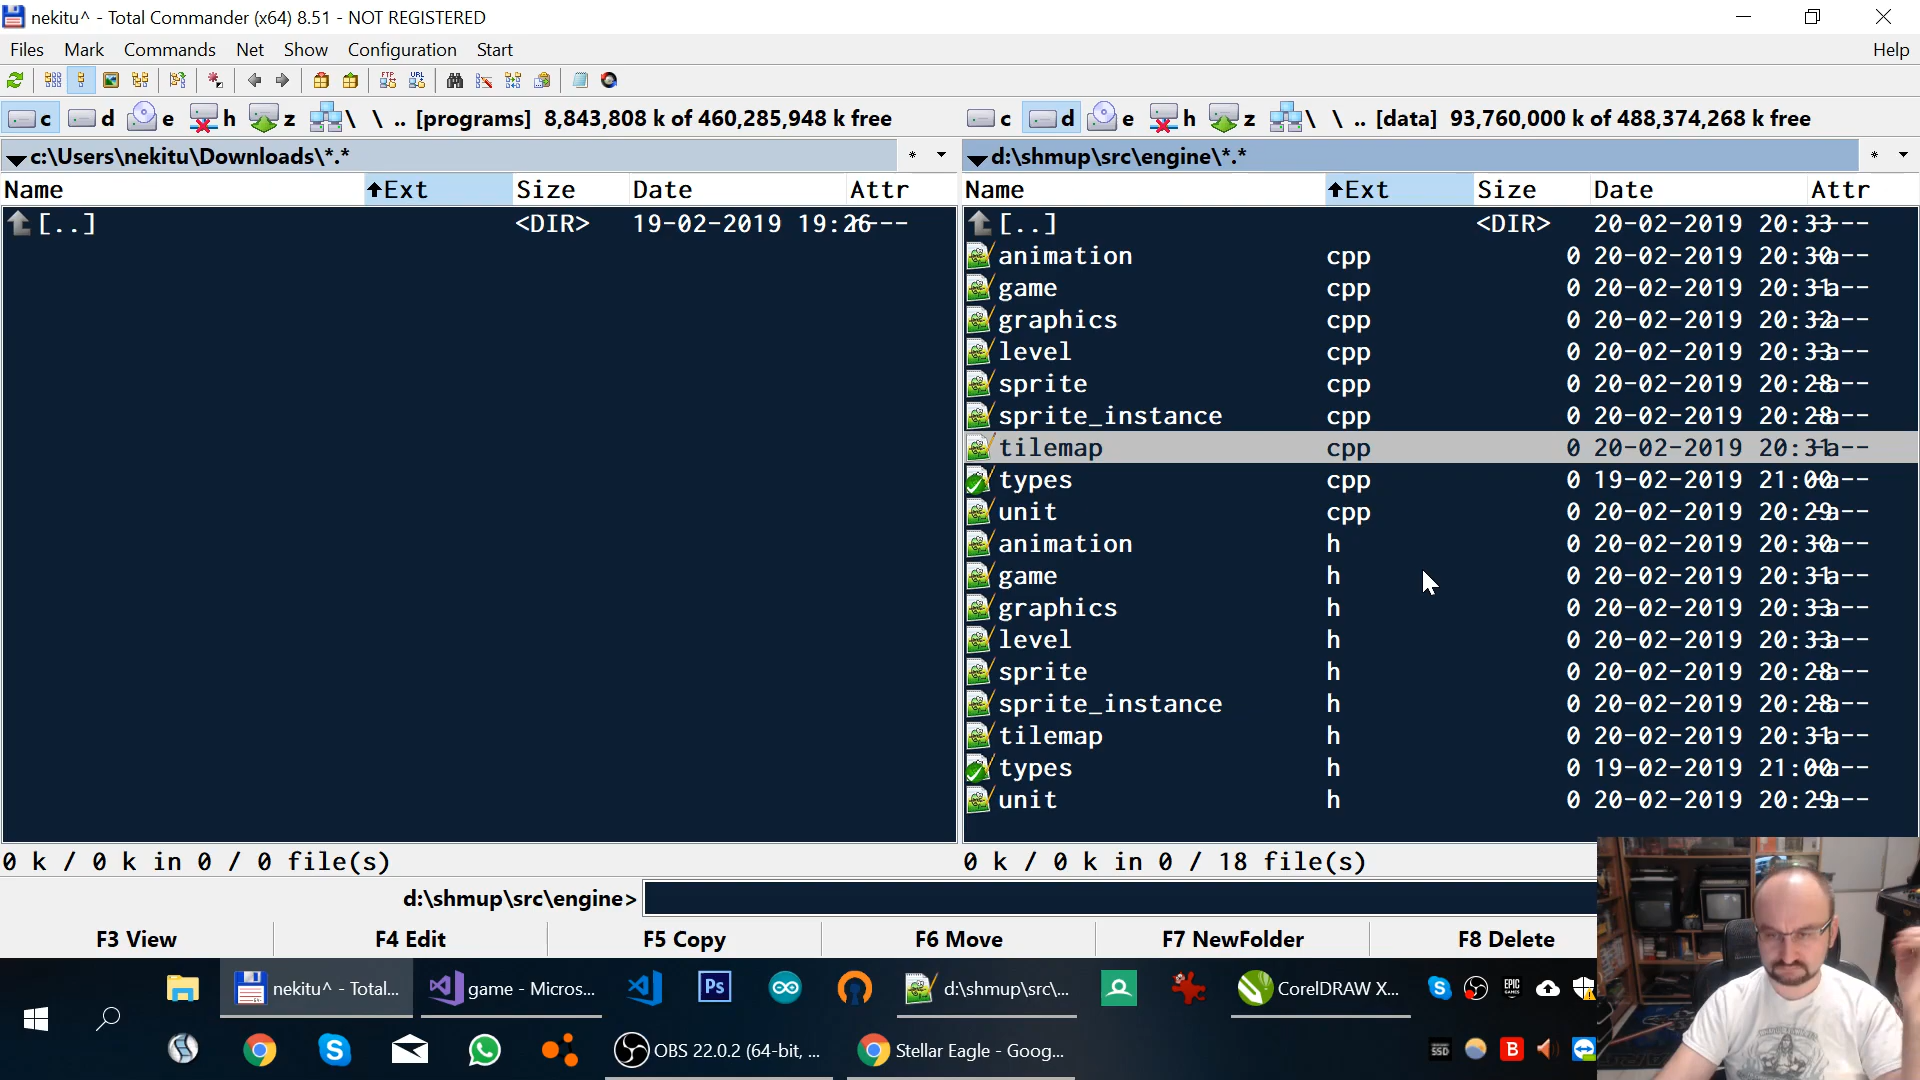 nekitu^ - Total Commander (x64) 8.51 - NOT REGISTERED
Files Mark Commands Net Show Configuration Start Help
c d e h z \ \ .. [programs] 8,843,808 k of 460,285,948 k free
c d e h z \ \ .. [data] 93,760,000 k of 488,374,268 k free
c:\Users\nekitu\Downloads\*.* *
d:\shmup\src\engine\*.* *
Name Ext Size Date Attr
Name Ext Size Date Attr
[..] <DIR> 19-02-2019 19:26 r---
[..] <DIR> 20-02-2019 20:33 ----
animation cpp 0 20-02-2019 20:30 -a--
game cpp 0 20-02-2019 20:31 -a--
graphics cpp 0 20-02-2019 20:32 -a--
level cpp 0 20-02-2019 20:33 -a--
sprite cpp 0 20-02-2019 20:28 -a--
sprite_instance cpp 0 20-02-2019 20:28 -a--
tilemap cpp 0 20-02-2019 20:31 -a--
types cpp 0 19-02-2019 21:00 -a--
unit cpp 0 20-02-2019 20:29 -a--
animation h 0 20-02-2019 20:30 -a--
game h 0 20-02-2019 20:31 -a--
graphics h 0 20-02-2019 20:33 -a--
level h 0 20-02-2019 20:33 -a--
sprite h 0 20-02-2019 20:28 -a--
sprite_instance h 0 20-02-2019 20:28 -a--
tilemap h 0 20-02-2019 20:31 -a--
types h 0 19-02-2019 21:00 -a--
unit h 0 20-02-2019 20:29 -a--
0 k / 0 k in 0 / 0 file(s)
0 k / 0 k in 0 / 18 file(s)
d:\shmup\src\engine>
F3 View F4 Edit F5 Copy F6 Move F7 NewFolder F8 Delete
nekitu^ - Total... game - Micros... Ps d:\shmup\src\... CorelDRAW X... EPIC GAMES
OBS 22.0.2 (64-bit, ... Stellar Eagle - Goog... SSD B